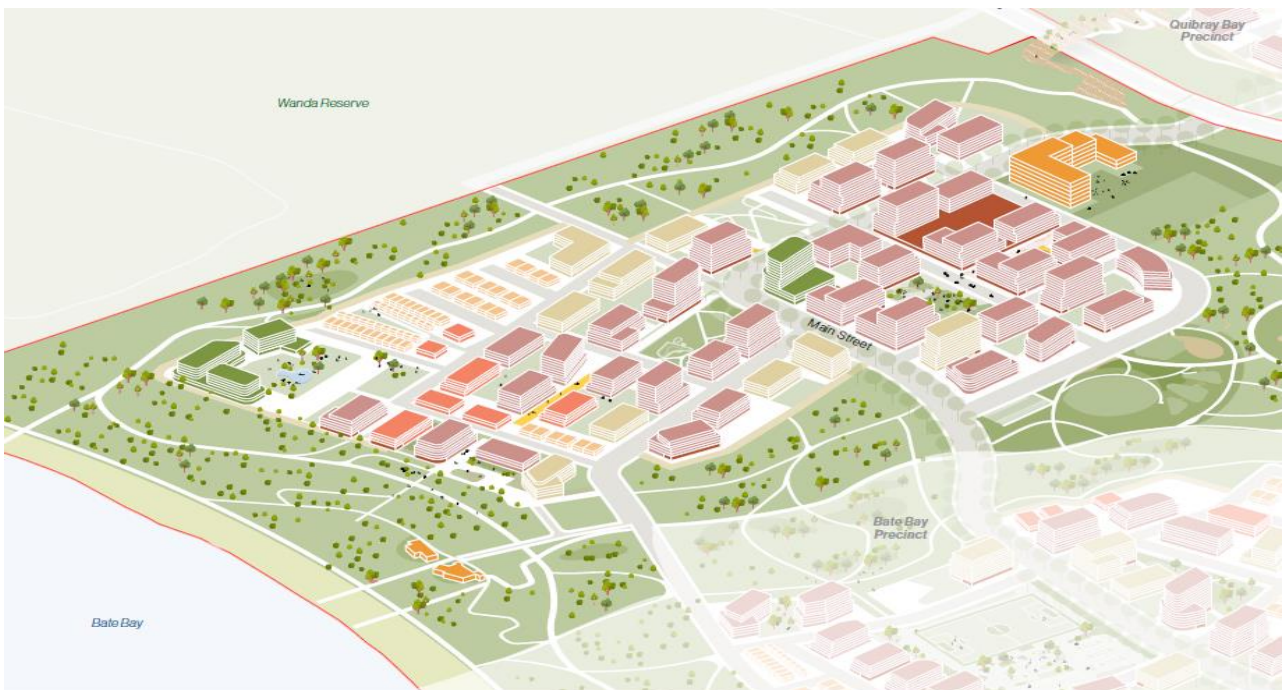 Quibray Bay
Precinct
Wanda Reserve
Main Street
Bate Bay
Precinct
Bate Bay